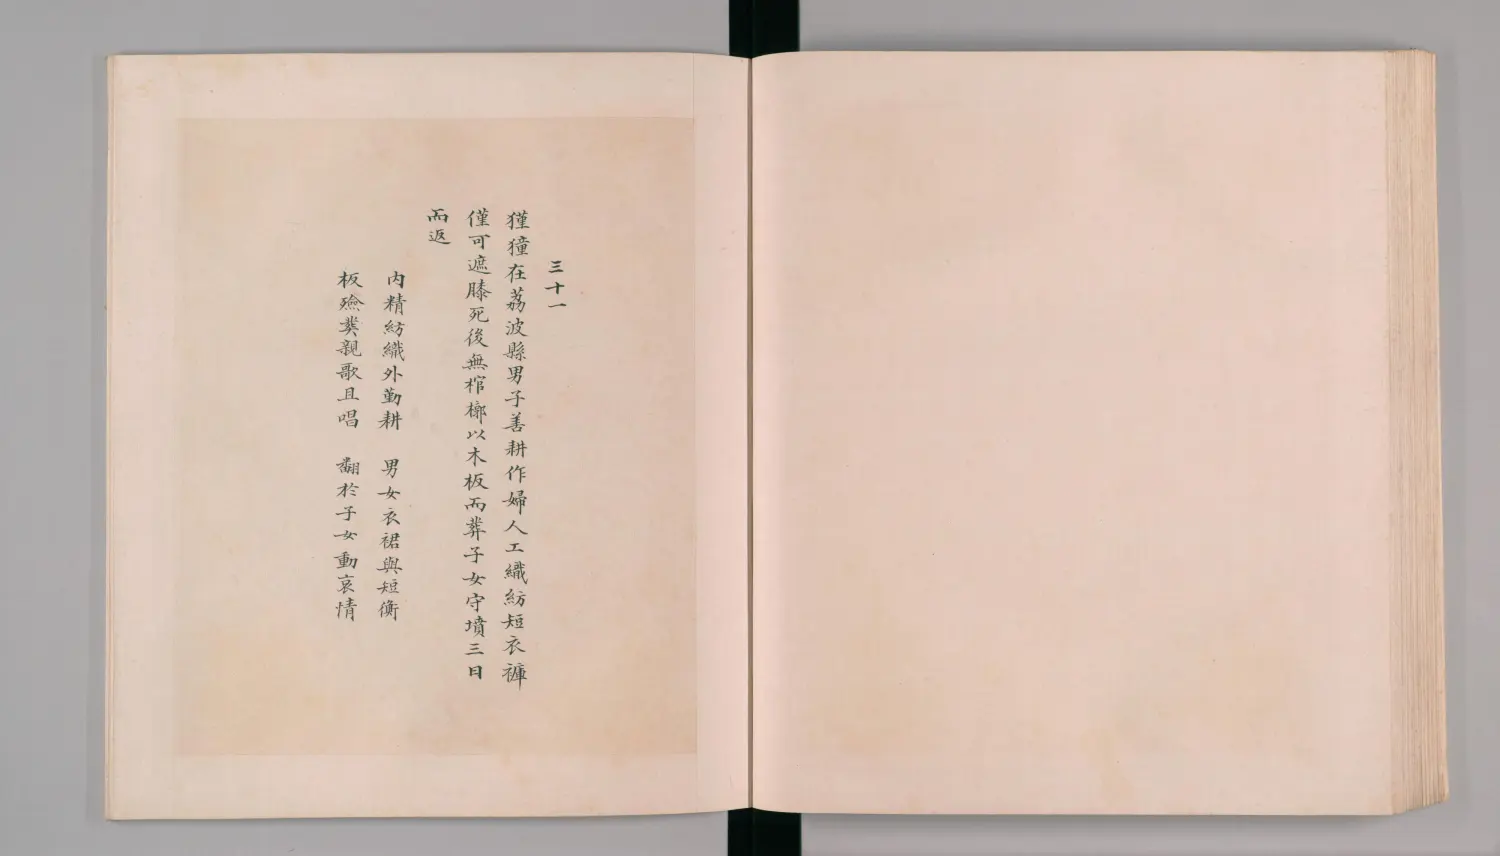 三十一
獞在荔波縣男子善耕作婦人工織紡短衣褲
僅可遮膝死後無棺槨以木板而葬子女守墳三日
而返
內精紡織外勤耕 男女衣裙與短衡
板殮葬親歌且唱 翻於子女動哀情